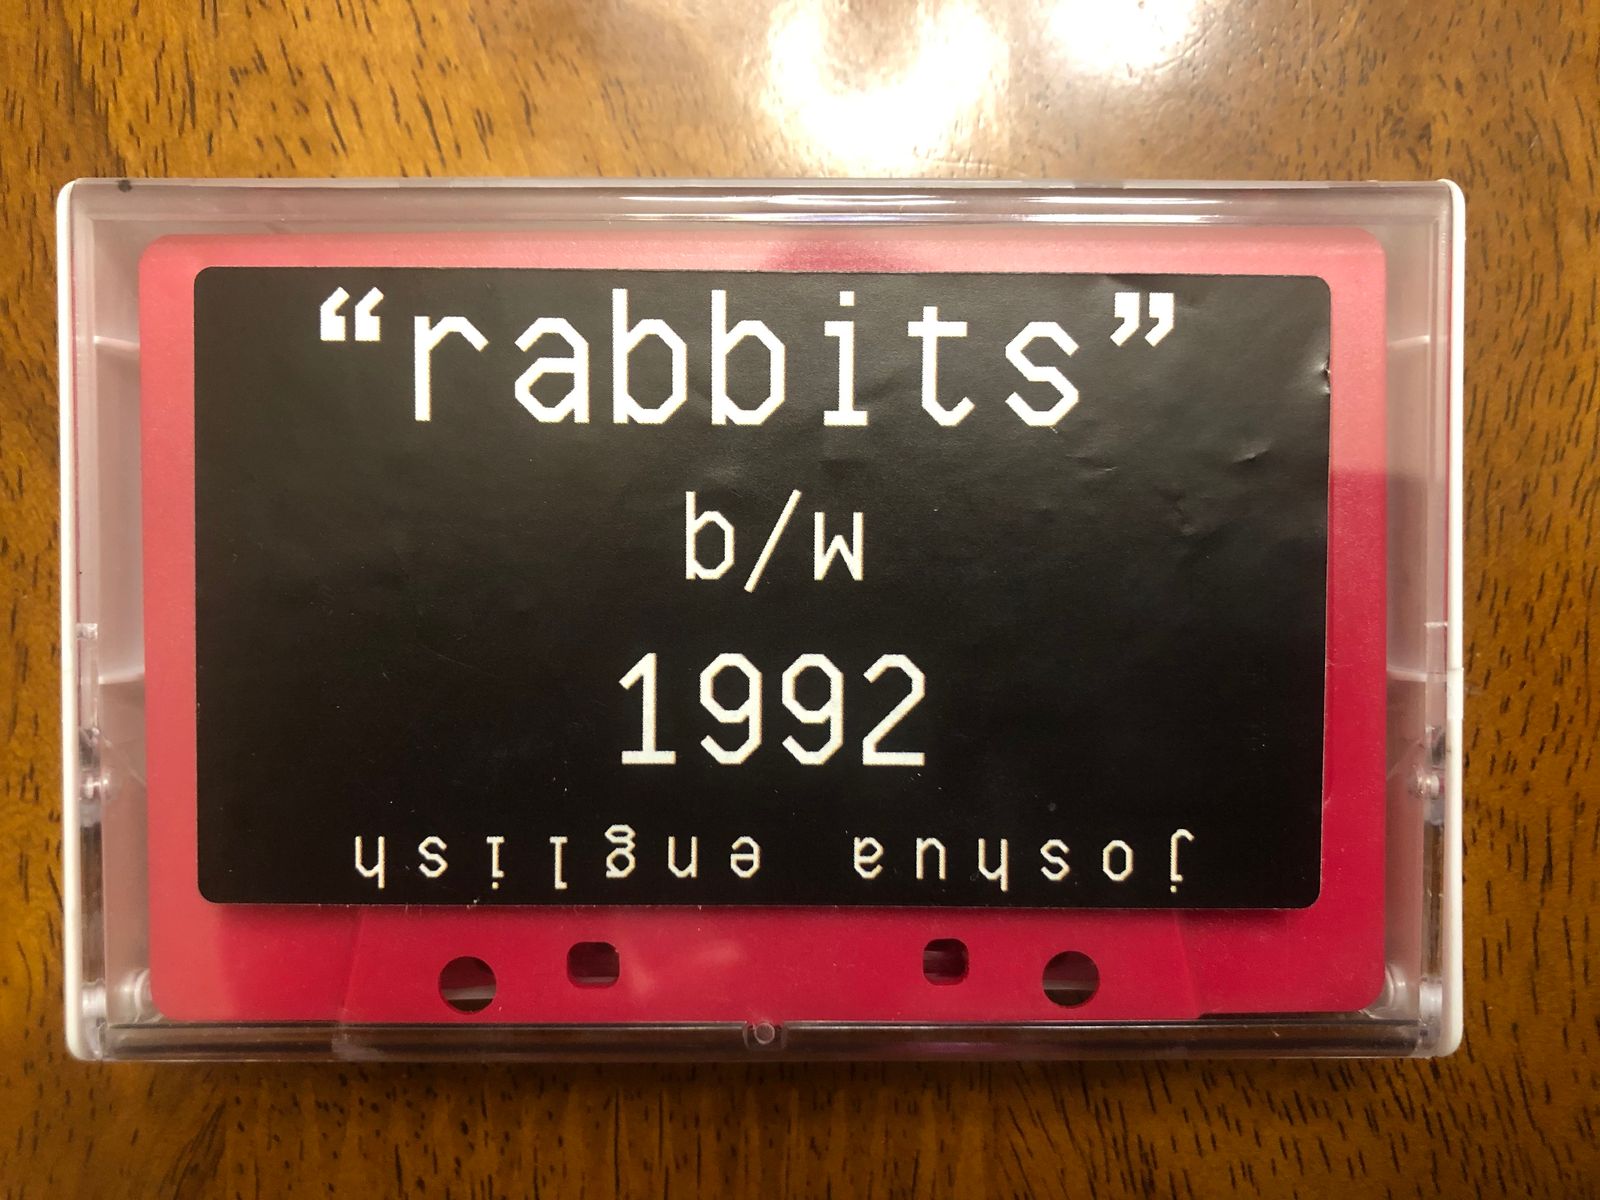 “rabbits”
b/w
1992
joshua english